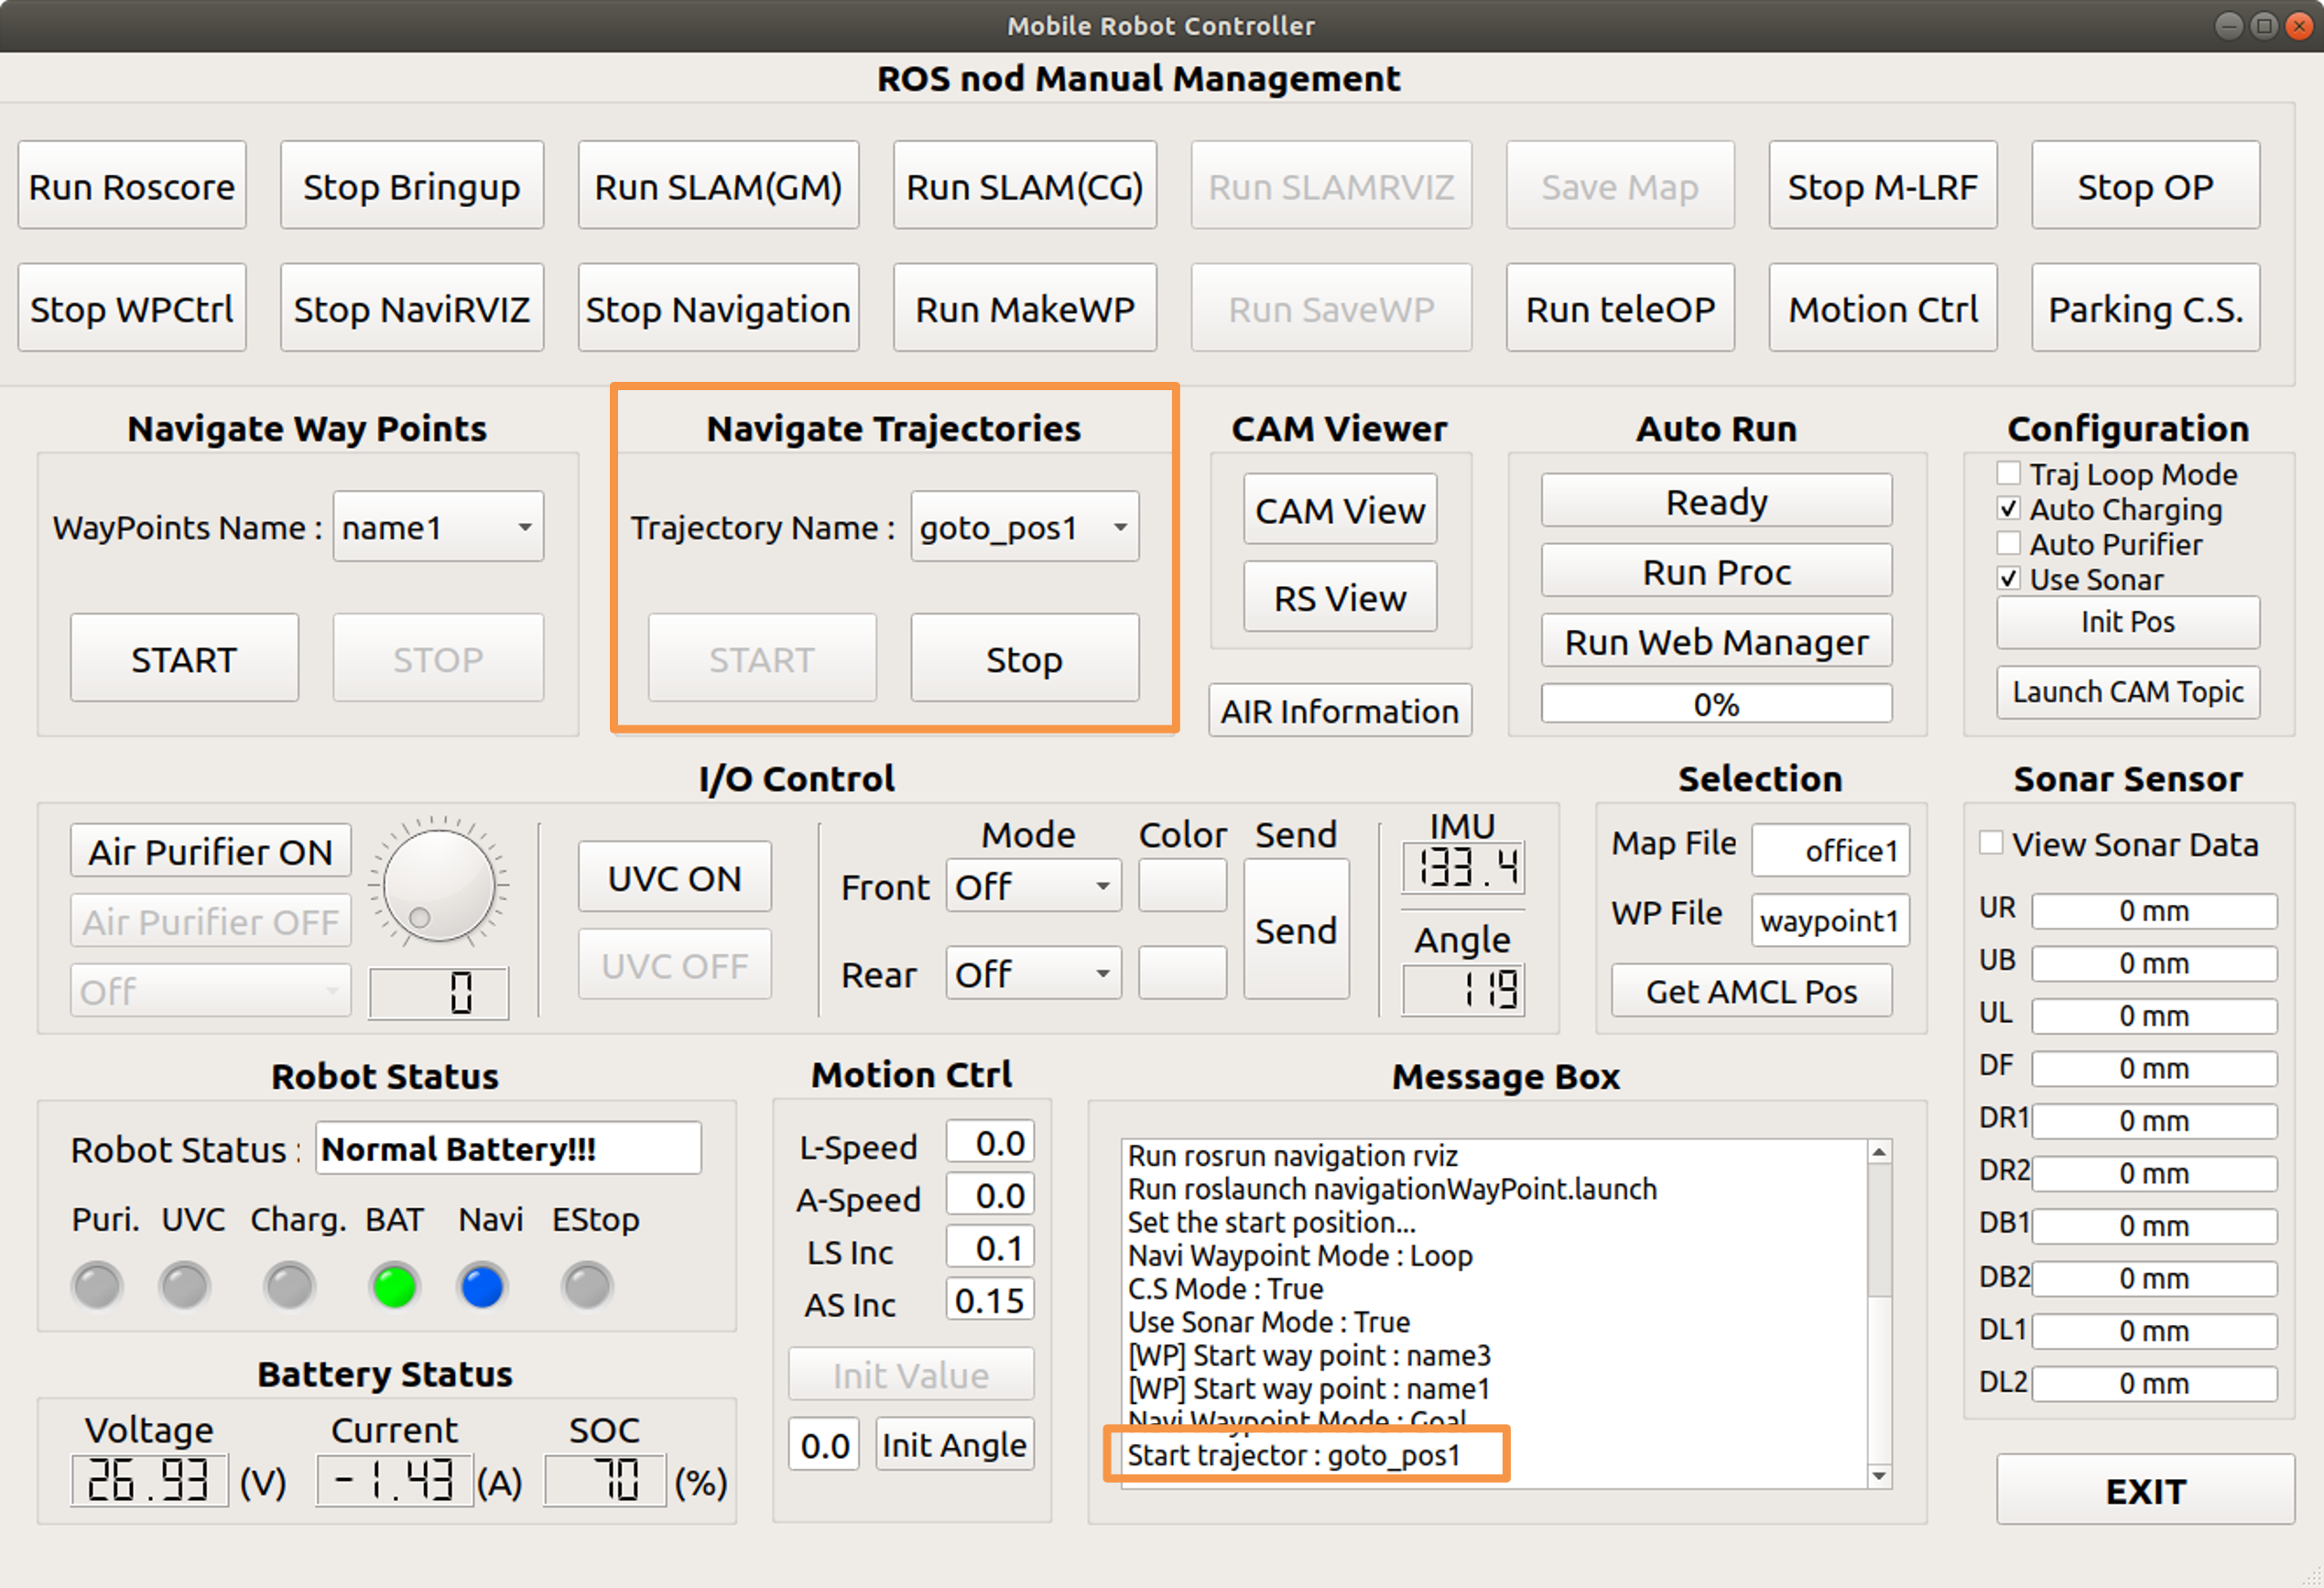 Mobile Robot Controller
ROS nod Manual Management
Run Roscore Stop Bringup Run SLAM(GM) Run SLAM(CG) Run SLAMRVIZ Save Map Stop M-LRF Stop OP
Stop WPCtrl Stop NaviRVIZ Stop Navigation Run MakeWP Run SaveWP Run teleOP Motion Ctrl Parking C.S.
Navigate Way Points
WayPoints Name : name1
START STOP
Navigate Trajectories
Trajectory Name : goto_pos1
START Stop
CAM Viewer
CAM View
RS View
AIR Information
Auto Run
Ready
Run Proc
Run Web Manager
0%
Configuration
Traj Loop Mode
Auto Charging
Auto Purifier
Use Sonar
Init Pos
Launch CAM Topic
I/O Control
Air Purifier ON
Air Purifier OFF
Off 0
UVC ON
UVC OFF
Mode Color Send
Front Off
Send
Rear Off
IMU
133.4
Angle
119
Selection
Map File office1
WP File waypoint1
Get AMCL Pos
Sonar Sensor
View Sonar Data
UR 0 mm
UB 0 mm
UL 0 mm
DF 0 mm
DR1 0 mm
DR2 0 mm
DB1 0 mm
DB2 0 mm
DL1 0 mm
DL2 0 mm
Robot Status
Robot Status : Normal Battery!!!
Puri. UVC Charg. BAT Navi EStop
Battery Status
Voltage Current SOC
26.93 (V) -1.43 (A) 70 (%)
Motion Ctrl
L-Speed 0.0
A-Speed 0.0
LS Inc 0.1
AS Inc 0.15
Init Value
0.0 Init Angle
Message Box
Run rosrun navigation rviz
Run roslaunch navigationWayPoint.launch
Set the start position...
Navi Waypoint Mode : Loop
C.S Mode : True
Use Sonar Mode : True
[WP] Start way point : name3
[WP] Start way point : name1
Navi Waypoint Mode : Goal
Start trajector : goto_pos1
EXIT